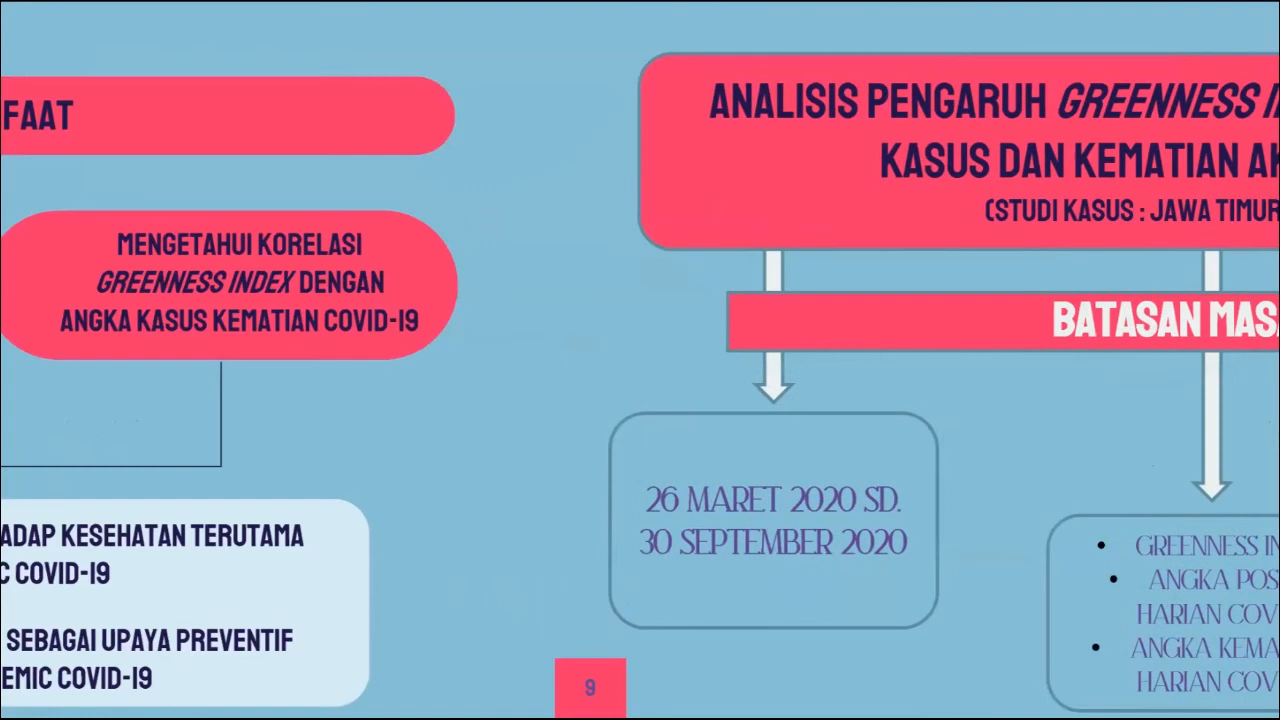 FAAT
MENGETAHUI KORELASI
GREENNESS INDEX DENGAN
ANGKA KASUS KEMATIAN COVID-19
ADAP KESEHATAN TERUTAMA
C COVID-19
SEBAGAI UPAYA PREVENTIF
EMIC COVID-19
9
ANALISIS PENGARUH GREENNESS I
KASUS DAN KEMATIAN A
(STUDI KASUS : JAWA TIMUR
BATASAN MAS
26 MARET 2020 SD.
30 SEPTEMBER 2020
• GREENNESS IN
• ANGKA POS
HARIAN COV
• ANGKA KEMA
HARIAN COV